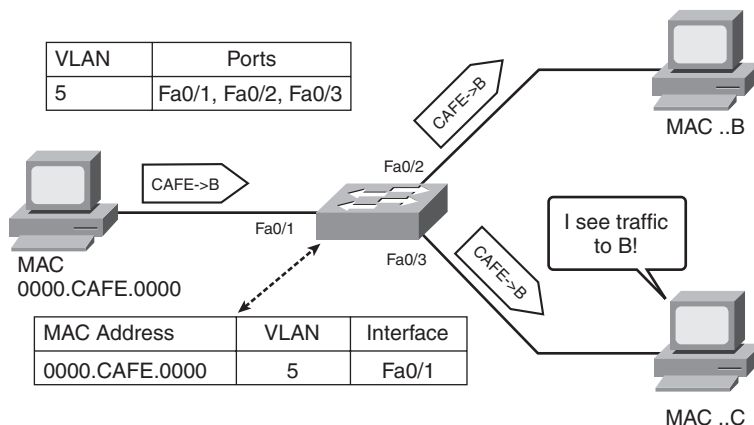 VLAN Ports
5 Fa0/1, Fa0/2, Fa0/3
CAFE->B
MAC ..B
Fa0/2
CAFE->B
Fa0/1
MAC
0000.CAFE.0000
Fa0/3
CAFE->B
I see traffic
to B!
MAC Address VLAN Interface
0000.CAFE.0000 5 Fa0/1
MAC ..C